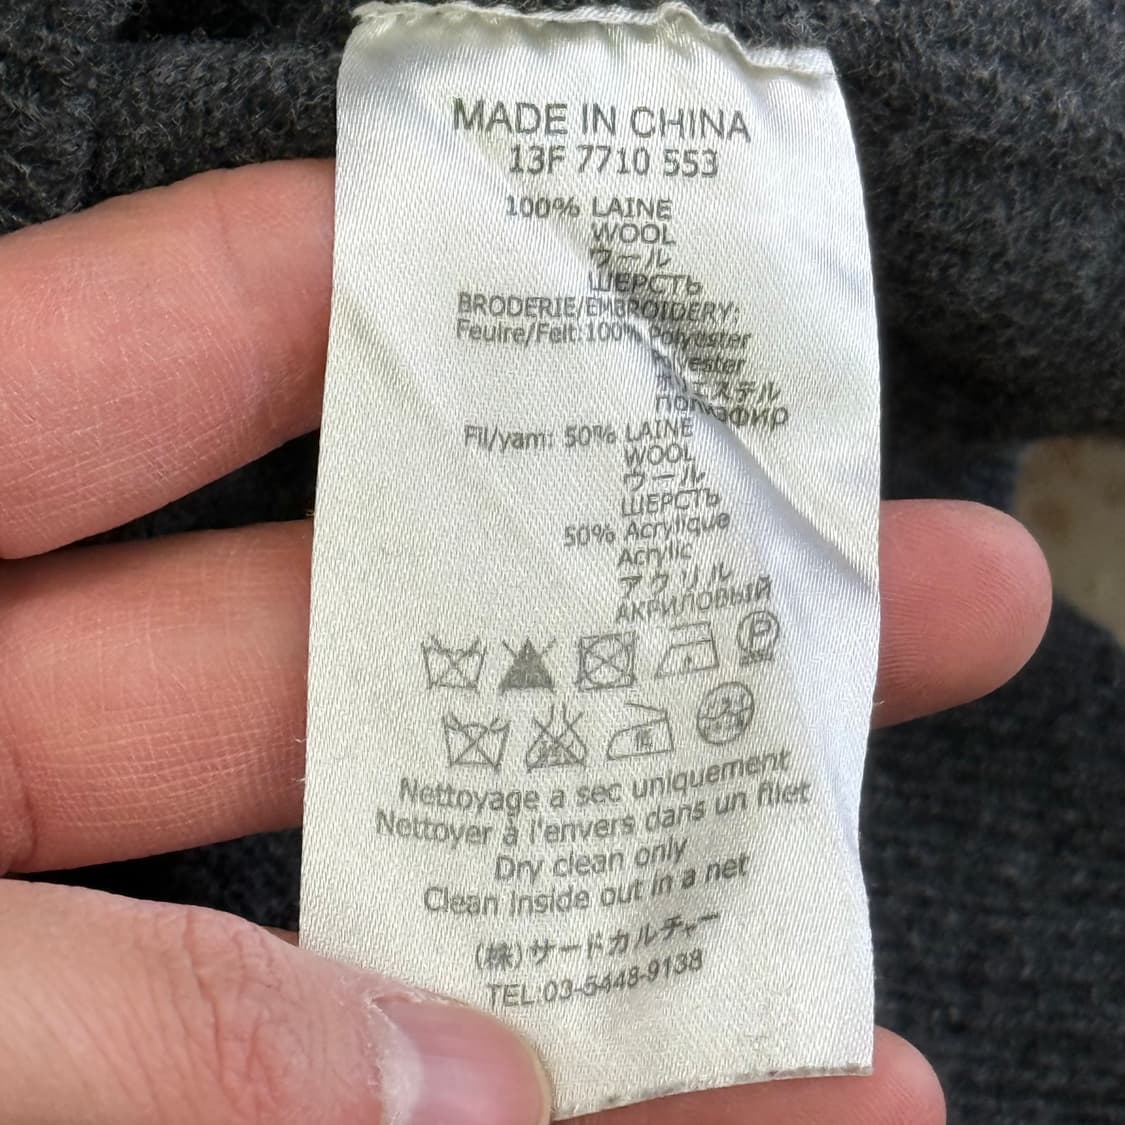 MADE IN CHINA
13F 7710 553
100% LAINE
WOOL
ウール
ШЕРСТЬ
BRODERIE/EMBROIDERY:
Feuire/Felt:100% Polyester
Polyester
ポリエステル
полиэфир
Fil/yarn: 50% LAINE
WOOL
ウール
ШЕРСТЬ
50% Acrylique
Acrylic
アクリル
АКРИЛОВЫЙ
P
Nettoyage a sec uniquement
Nettoyer à l'envers dans un filet
Dry clean only
Clean Inside out in a net
(株)サードカルチャー
TEL:03-5448-9138